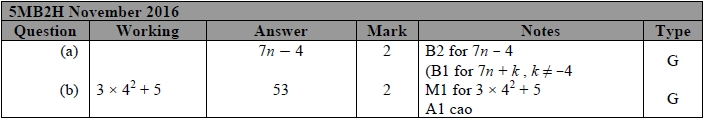 5MB2H November 2016
Question Working Answer Mark Notes Type
(a) 7n – 4 2 B2 for 7n – 4 G
(B1 for 7n + k , k ≠ –4
(b) 3 × 4² + 5 53 2 M1 for 3 × 4² + 5 G
A1 cao